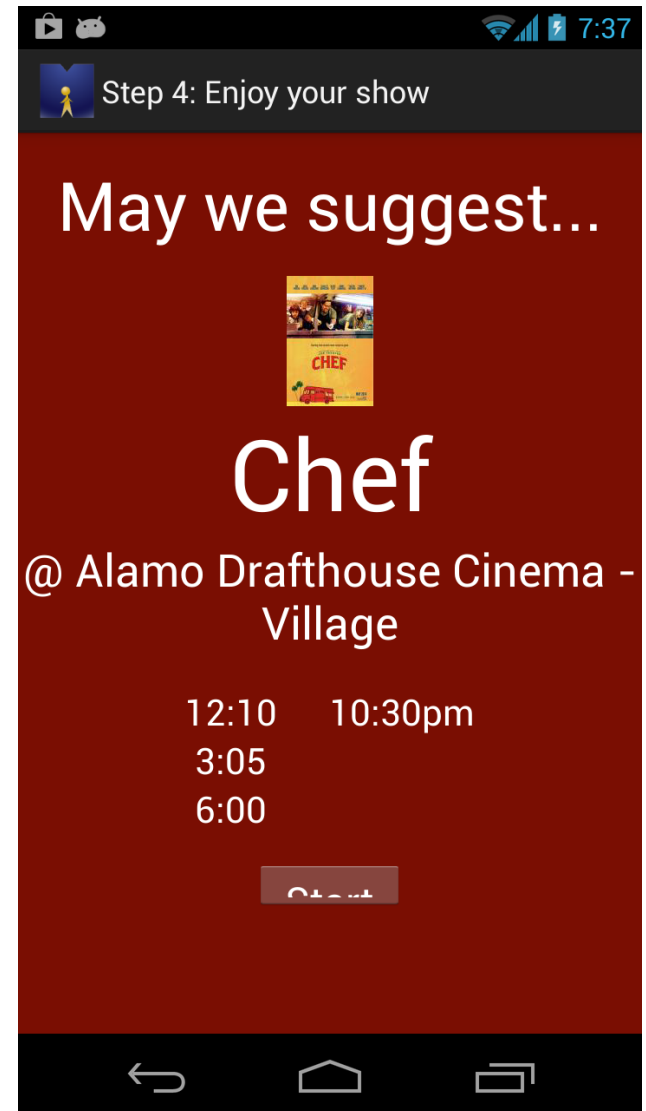 7:37
Step 4: Enjoy your show
May we suggest...
CHEF
Chef
@ Alamo Drafthouse Cinema -
Village
12:10 10:30pm
3:05
6:00
Start